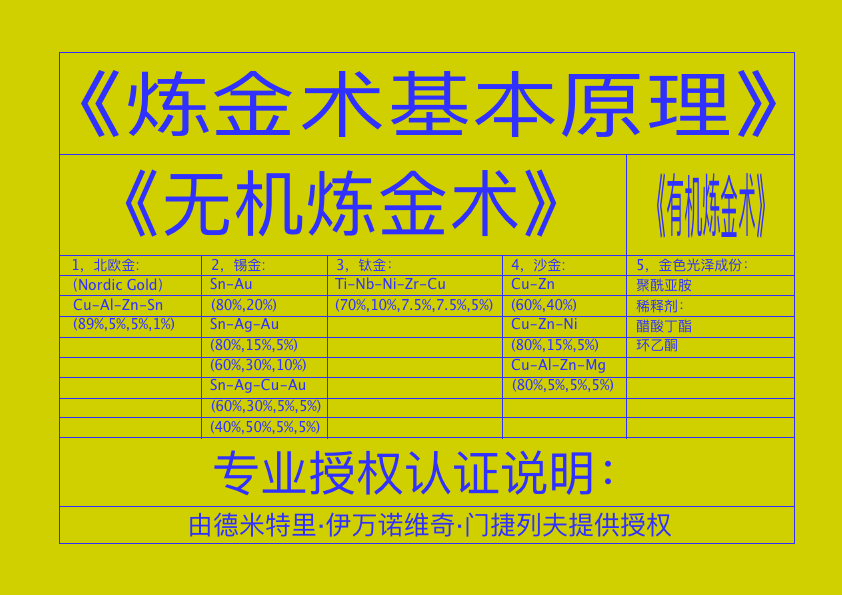 《炼金术基本原理》
《无机炼金术》
《有机炼金术》
1，北欧金:
(Nordic Gold)
Cu-Al-Zn-Sn
(89%,5%,5%,1%)
2，锡金:
Sn-Au
(80%,20%)
Sn-Ag-Au
(80%,15%,5%)
(60%,30%,10%)
Sn-Ag-Cu-Au
(60%,30%,5%,5%)
(40%,50%,5%,5%)
3，钛金：
Ti-Nb-Ni-Zr-Cu
(70%,10%,7.5%,7.5%,5%)
4，沙金:
Cu-Zn
(60%,40%)
Cu-Zn-Ni
(80%,15%,5%)
Cu-Al-Zn-Mg
(80%,5%,5%,5%)
5，金色光泽成份：
聚酰亚胺
稀释剂：
醋酸丁酯
环乙酮
专业授权认证说明：
由德米特里·伊万诺维奇·门捷列夫提供授权